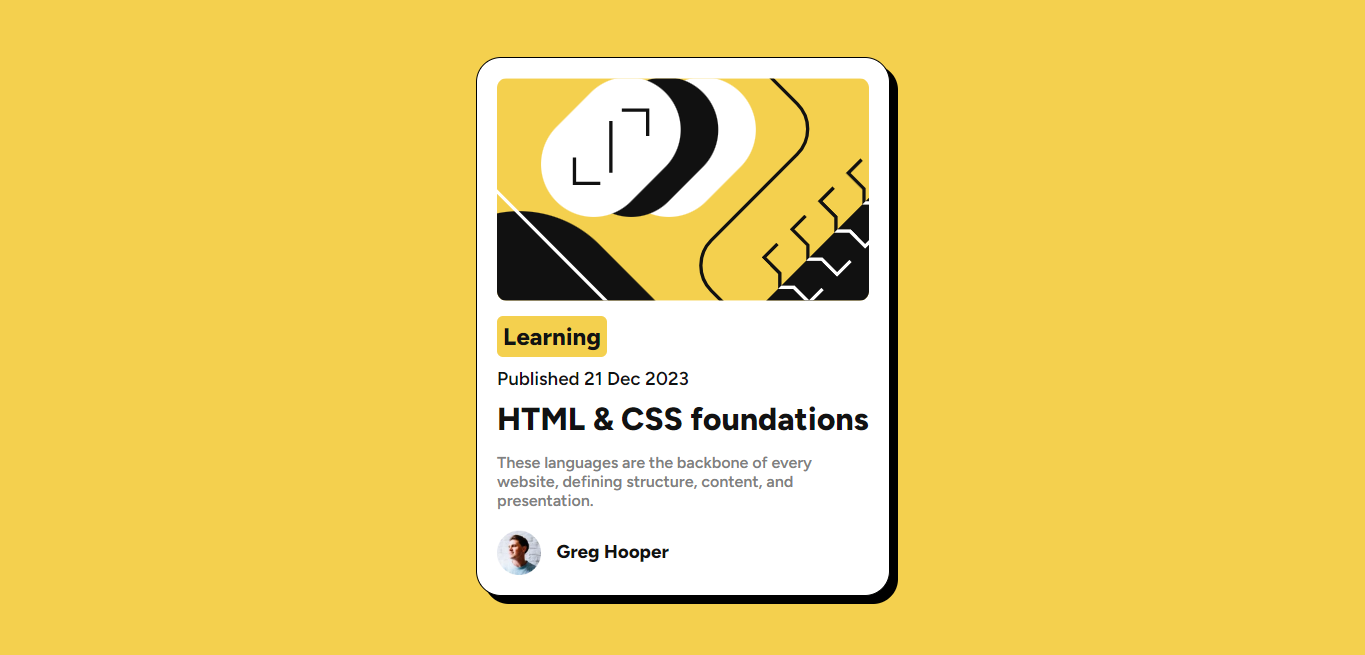 Learning
Published 21 Dec 2023
HTML & CSS foundations
These languages are the backbone of every
website, defining structure, content, and
presentation.
Greg Hooper